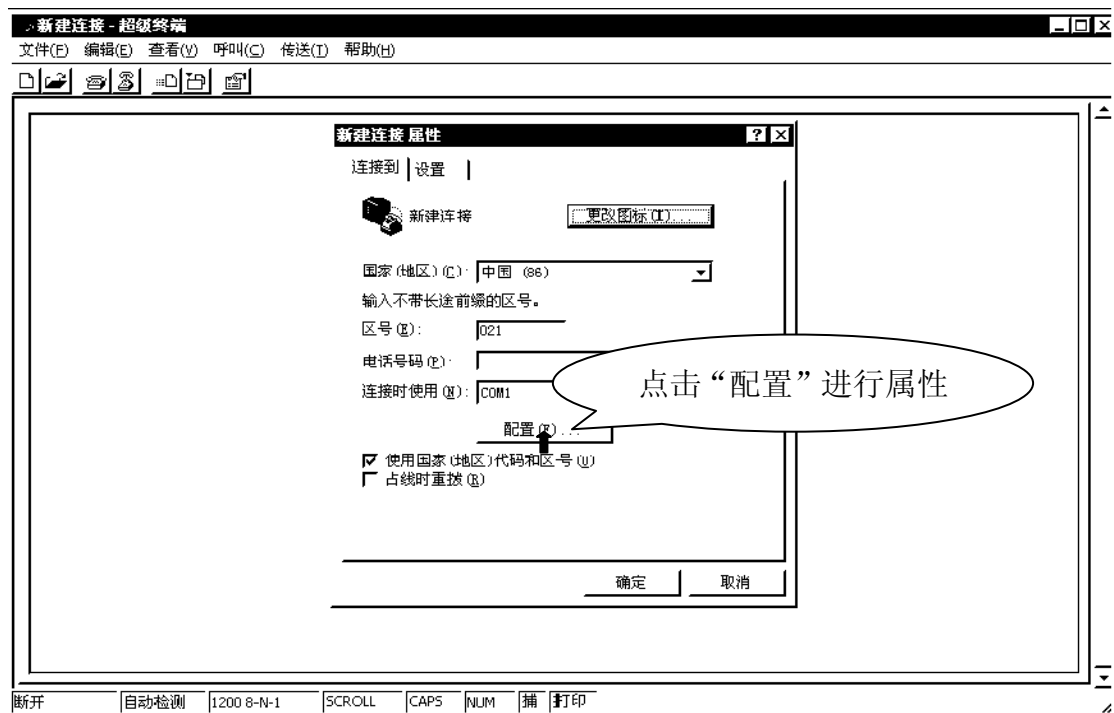 新建连接 - 超级终端
文件(F) 编辑(E) 查看(V) 呼叫(C) 传送(T) 帮助(H)
新建连接 属性
连接到 设置
新建连接 更改图标(I)...
国家(地区)(C): 中国 (86)
输入不带长途前缀的区号。
区号(E): 021
电话号码(P):
连接时使用(N): COM1
点击“配置”进行属性
配置(F)...
使用国家(地区)代码和区号(U)
占线时重拨(R)
确定 取消
断开 自动检测 1200 8-N-1 SCROLL CAPS NUM 捕 打印